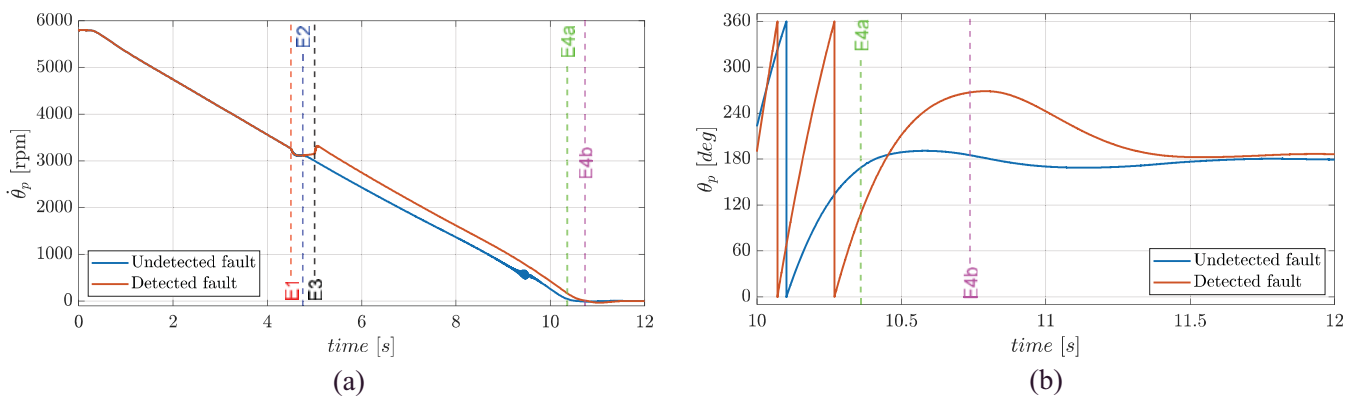 6000
5000
4000
3000
2000
1000
0
0
2
4
6
8
10
12
θ̇p [rpm]
time [s]
E1
E2
E3
E4a
E4b
Undetected fault
Detected fault
(a)
360
300
240
180
120
60
0
10
10.5
11
11.5
12
θp [deg]
time [s]
E4a
E4b
Undetected fault
Detected fault
(b)